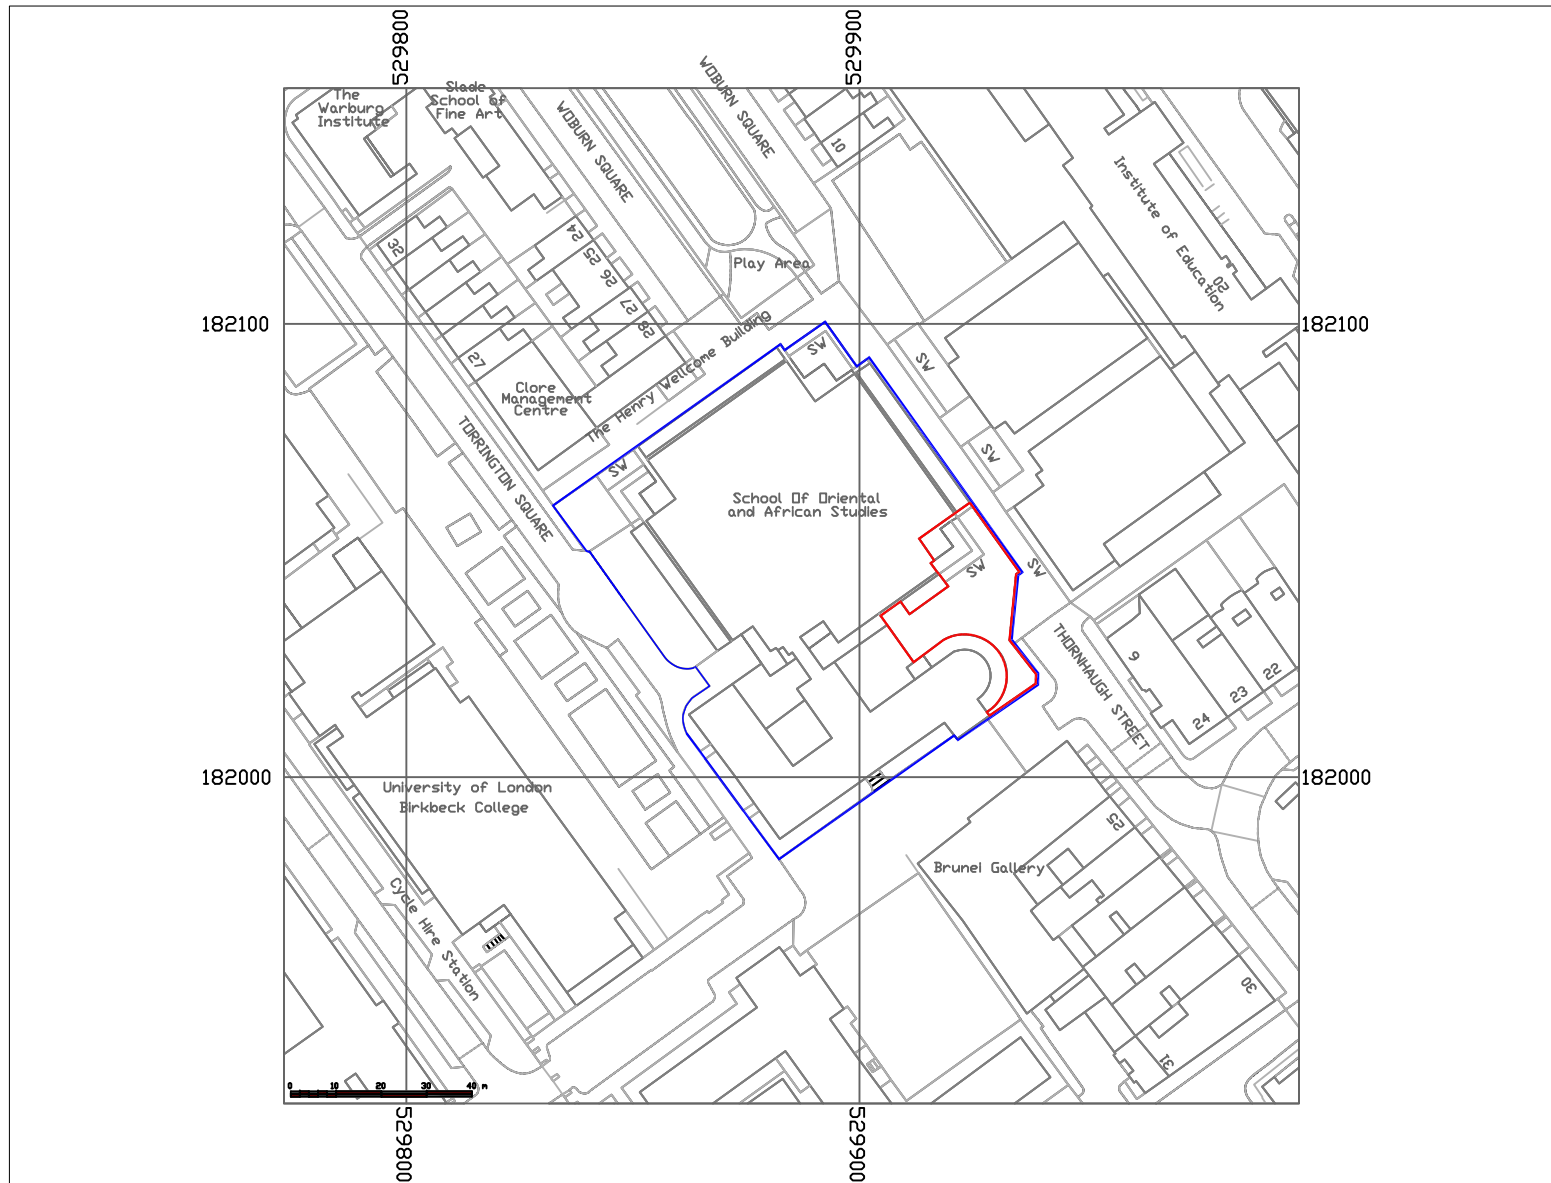 529800
529900
The
Warburg
Institute
Slade
School of
Fine Art
WOBURN SQUARE
WOBURN SQUARE
10
Institute of Education
20
32
24
25
26
27
28
Play Area
182100
182100
The Henry Wellcome Building
SW
SW
27
Clore
Management
Centre
TORRINGTON SQUARE
SW
SW
School Of Oriental
and African Studies
SW
SW
THORNHAUGH STREET
9
22
23
24
182000
182000
University of London
Birkbeck College
25
Brunel Gallery
Cycle Hire Station
30
31
0 10 20 30 40 m
529800
529900